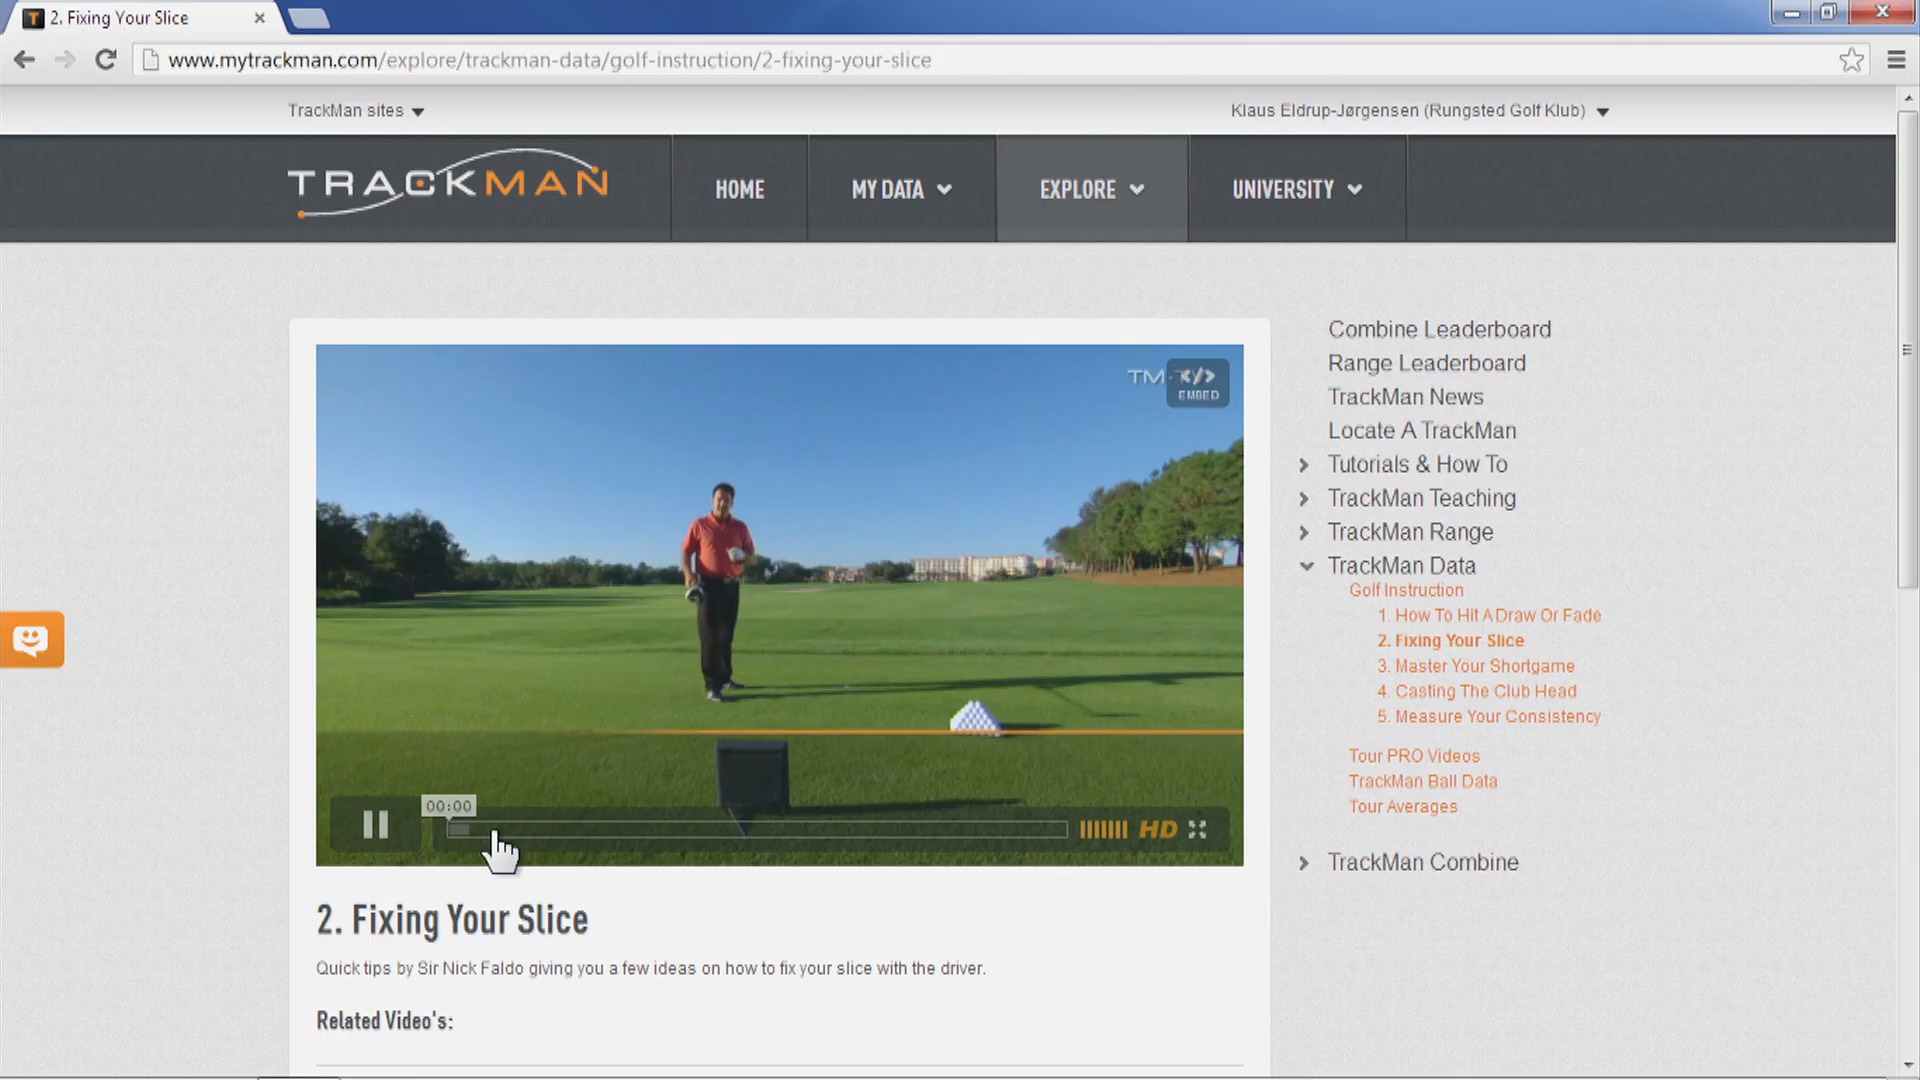 2. Fixing Your Slice
www.mytrackman.com/explore/trackman-data/golf-instruction/2-fixing-your-slice
TrackMan sites
Klaus Eldrup-Jørgensen (Rungsted Golf Klub)
TRACKMAN
HOME
MY DATA
EXPLORE
UNIVERSITY
TM
EMBED
00:00
HD
2. Fixing Your Slice
Quick tips by Sir Nick Faldo giving you a few ideas on how to fix your slice with the driver.
Related Video's:
Combine Leaderboard
Range Leaderboard
TrackMan News
Locate A TrackMan
Tutorials & How To
TrackMan Teaching
TrackMan Range
TrackMan Data
Golf Instruction
1. How To Hit A Draw Or Fade
2. Fixing Your Slice
3. Master Your Shortgame
4. Casting The Club Head
5. Measure Your Consistency
Tour PRO Videos
TrackMan Ball Data
Tour Averages
TrackMan Combine